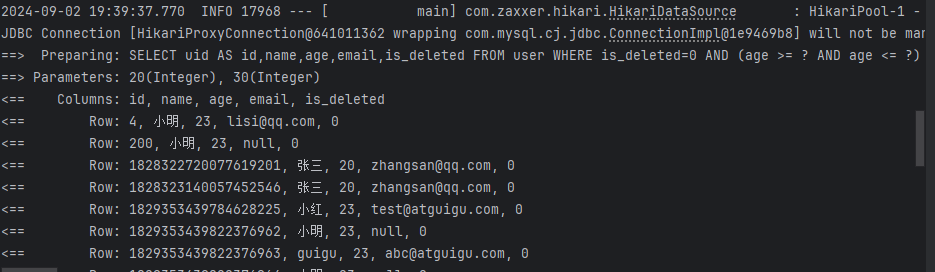 2024-09-02 19:39:37.770  INFO 17968 --- [           main] com.zaxxer.hikari.HikariDataSource       : HikariPool-1 -
JDBC Connection [HikariProxyConnection@641011362 wrapping com.mysql.cj.jdbc.ConnectionImpl@1e9469b8] will not be man
==>  Preparing: SELECT uid AS id,name,age,email,is_deleted FROM user WHERE is_deleted=0 AND (age >= ? AND age <= ?)
==> Parameters: 20(Integer), 30(Integer)
<==    Columns: id, name, age, email, is_deleted
<==        Row: 4, 小明, 23, lisi@qq.com, 0
<==        Row: 200, 小明, 23, null, 0
<==        Row: 1828322720077619201, 张三, 20, zhangsan@qq.com, 0
<==        Row: 1828323140057452546, 张三, 20, zhangsan@qq.com, 0
<==        Row: 1829353439784628225, 小红, 23, test@atguigu.com, 0
<==        Row: 1829353439822376962, 小明, 23, null, 0
<==        Row: 1829353439822376963, guigu, 23, abc@atguigu.com, 0